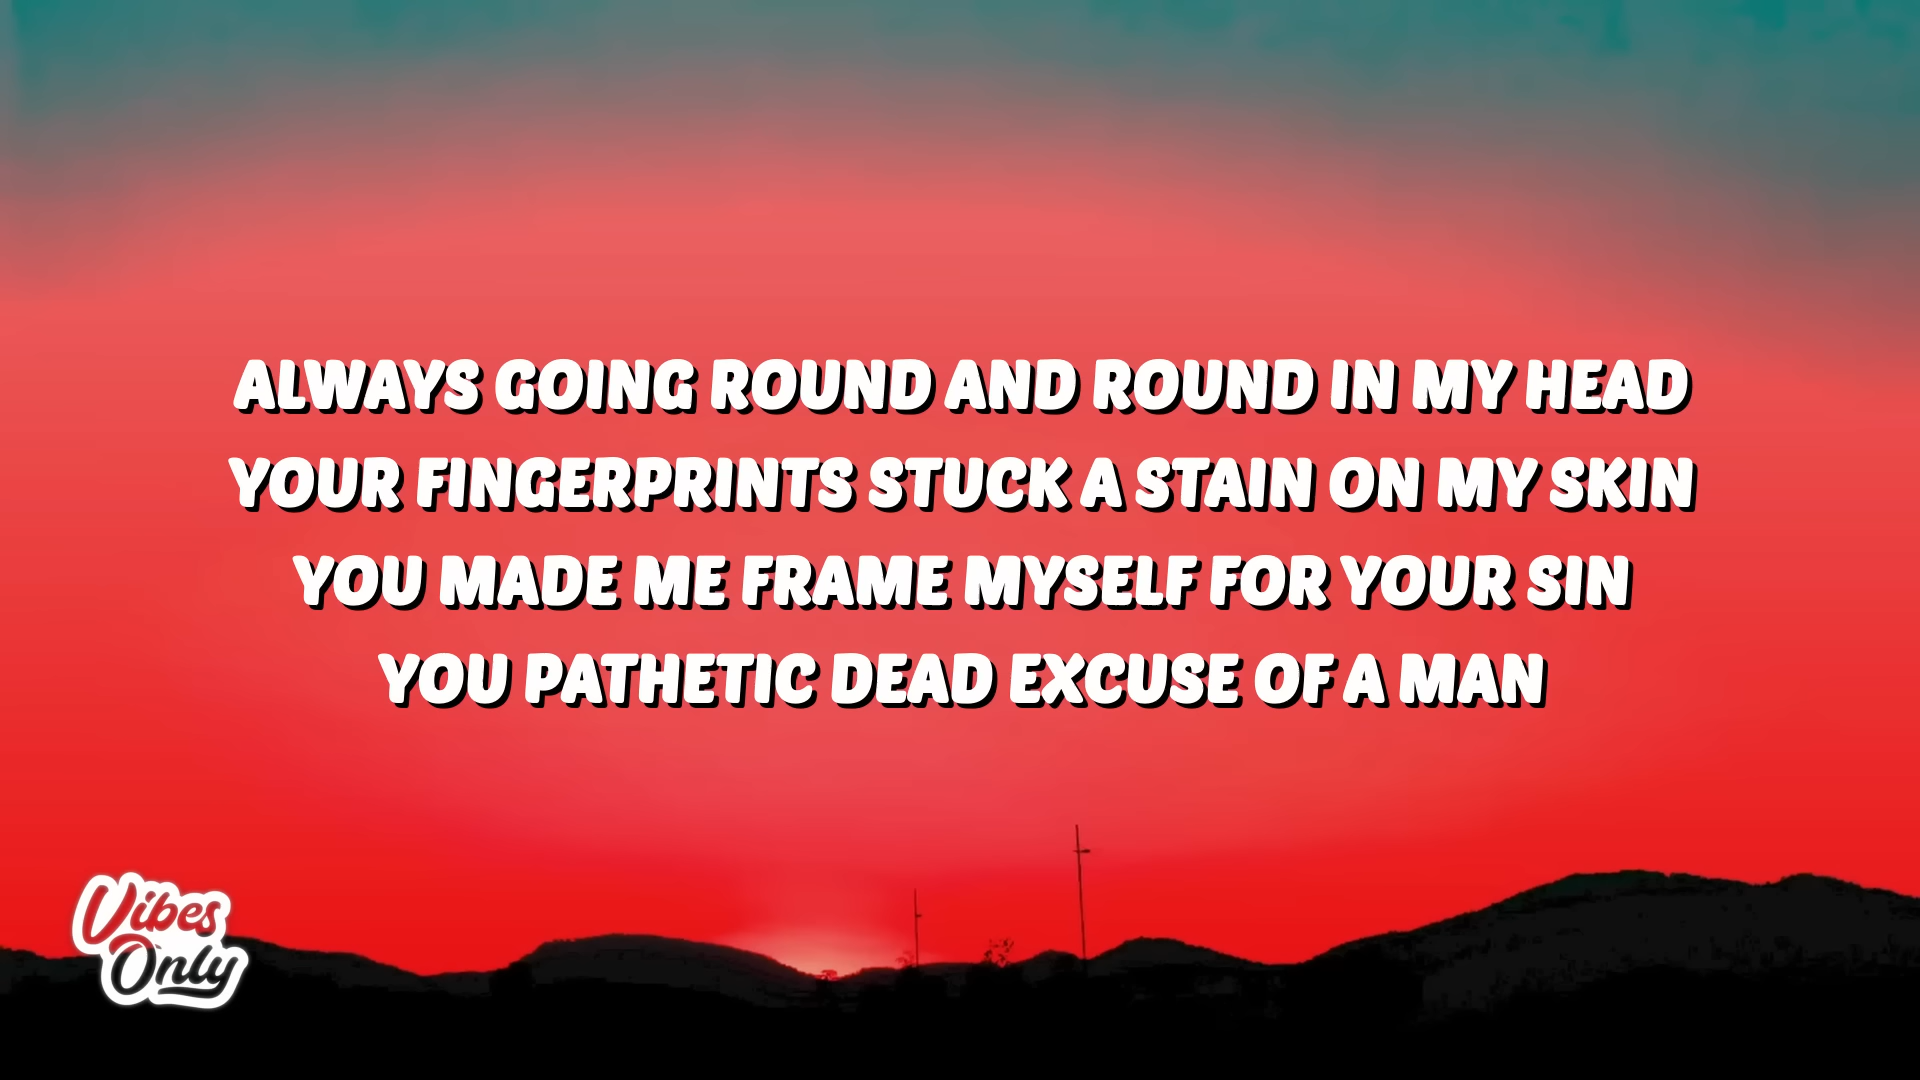 ALWAYS GOING ROUND AND ROUND IN MY HEAD
YOUR FINGERPRINTS STUCK A STAIN ON MY SKIN
YOU MADE ME FRAME MYSELF FOR YOUR SIN
YOU PATHETIC DEAD EXCUSE OF A MAN
Vibes
Only